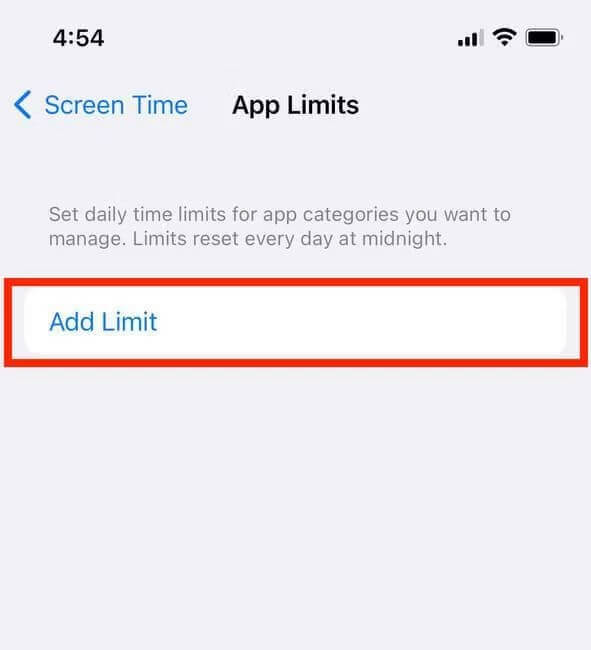 4:54
Screen Time
App Limits
Set daily time limits for app categories you want to
manage. Limits reset every day at midnight.
Add Limit